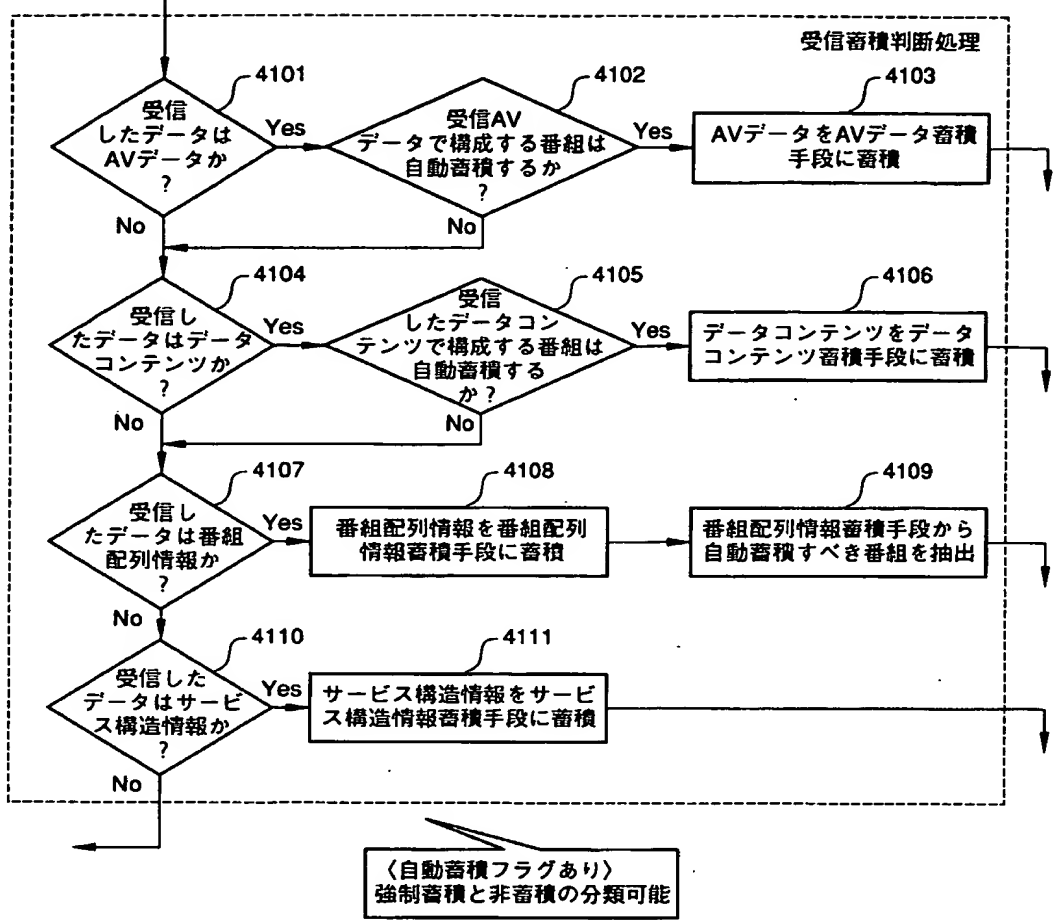 受信蓄積判断処理
4101
受信
したデータは
AVデータか
?
Yes
No
4102
受信AV
データで構成する番組は
自動蓄積するか
?
Yes
No
4103
AVデータをAVデータ蓄積
手段に蓄積
4104
受信し
たデータはデータ
コンテンツか
?
Yes
No
4105
受信
したデータコン
テンツで構成する番組は
自動蓄積する
か?
Yes
No
4106
データコンテンツをデータ
コンテンツ蓄積手段に蓄積
4107
受信し
たデータは番組
配列情報か
?
Yes
No
4108
番組配列情報を番組配列
情報蓄積手段に蓄積
4109
番組配列情報蓄積手段から
自動蓄積すべき番組を抽出
4110
受信した
データはサービ
ス構造情報か
?
Yes
No
4111
サービス構造情報をサービ
ス構造情報蓄積手段に蓄積
〈自動蓄積フラグあり〉
強制蓄積と非蓄積の分類可能